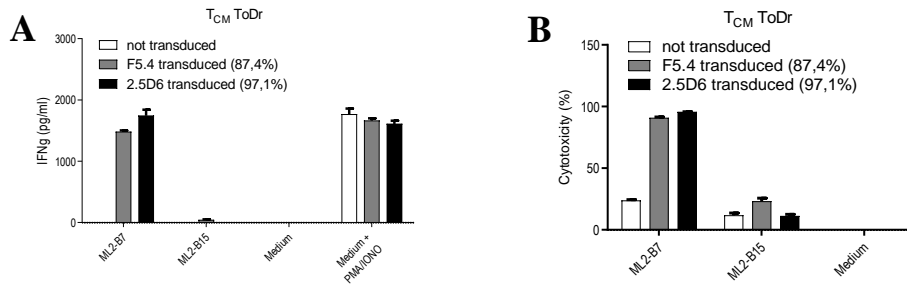 A
T_CM ToDr
3000
2000
1000
0
IFNg (pg/ml)
not transduced
F5.4 transduced (87,4%)
2.5D6 transduced (97,1%)
ML2-B7
ML2-B15
Medium
Medium +
PMA/IONO
B
T_CM ToDr
150
100
50
0
Cytotoxicity (%)
not transduced
F5.4 transduced (87,4%)
2.5D6 transduced (97,1%)
ML2-B7
ML2-B15
Medium